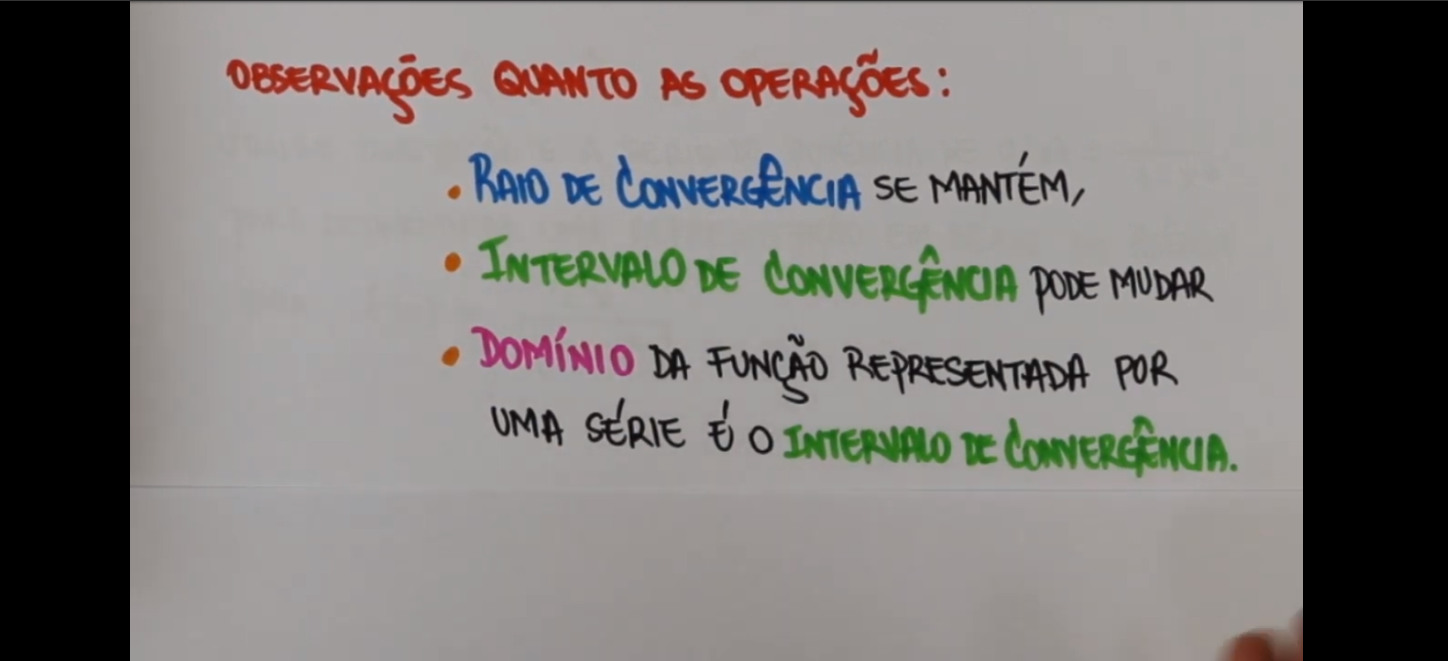 OBSERVAÇÕES QUANTO AS OPERAÇÕES:
• RAIO DE CONVERGÊNCIA SE MANTÉM,
• INTERVALO DE CONVERGÊNCIA PODE MUDAR
• DOMÍNIO DA FUNÇÃO REPRESENTADA POR
UMA SÉRIE É O INTERVALO DE CONVERGÊNCIA.